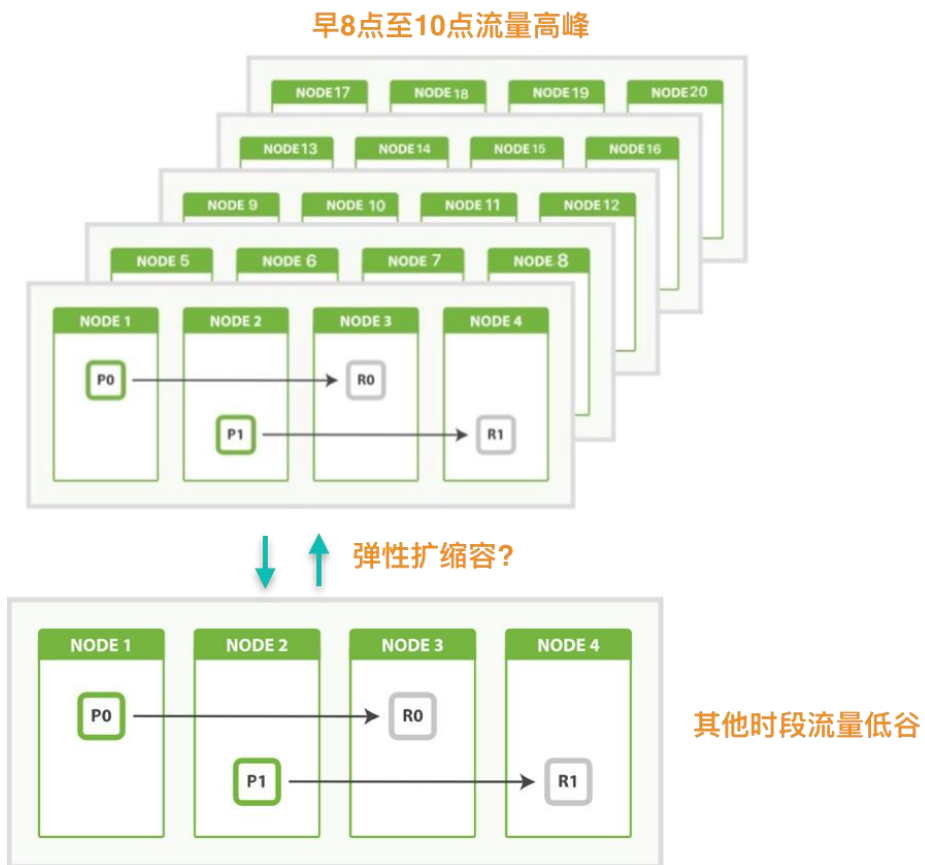 早8点至10点流量高峰
NODE17 NODE18 NODE19 NODE20
NODE13 NODE14 NODE15 NODE16
NODE 9 NODE 10 NODE 11 NODE 12
NODE 5 NODE 6 NODE 7 NODE 8
NODE 1 NODE 2 NODE 3 NODE 4
P0 R0
P1 R1
弹性扩缩容?
NODE 1 NODE 2 NODE 3 NODE 4
P0 R0
其他时段流量低谷
P1 R1